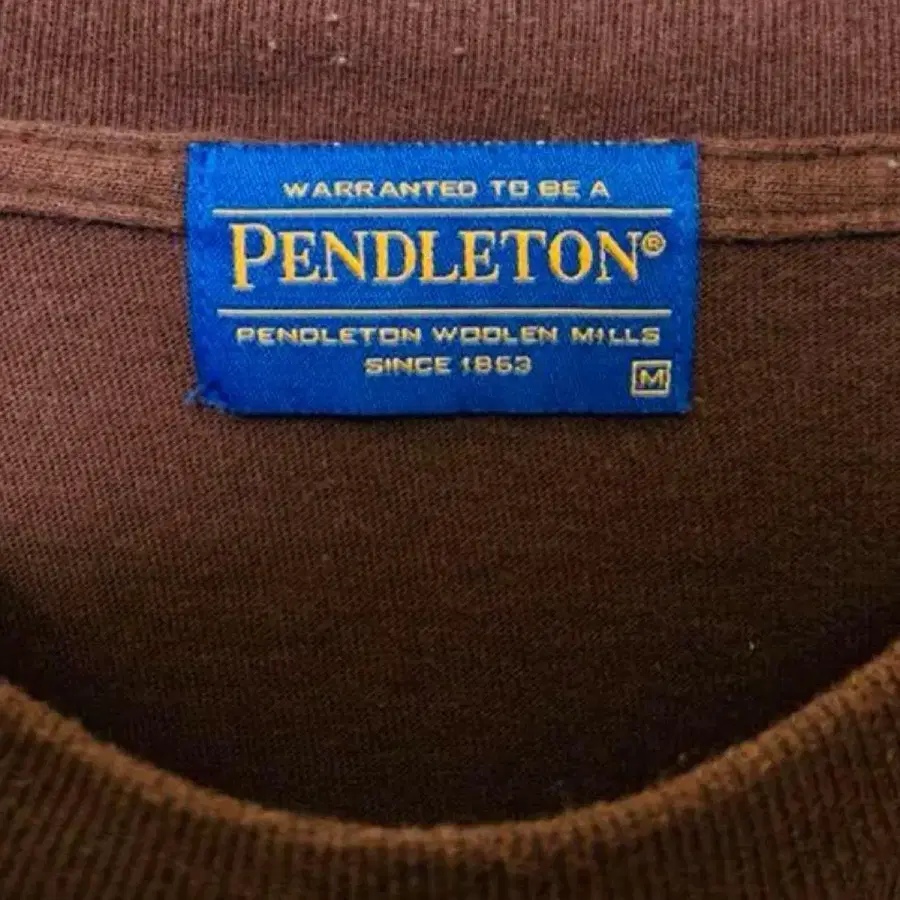 WARRANTED TO BE A
PENDLETON®
PENDLETON WOOLEN MILLS
SINCE 1863
M